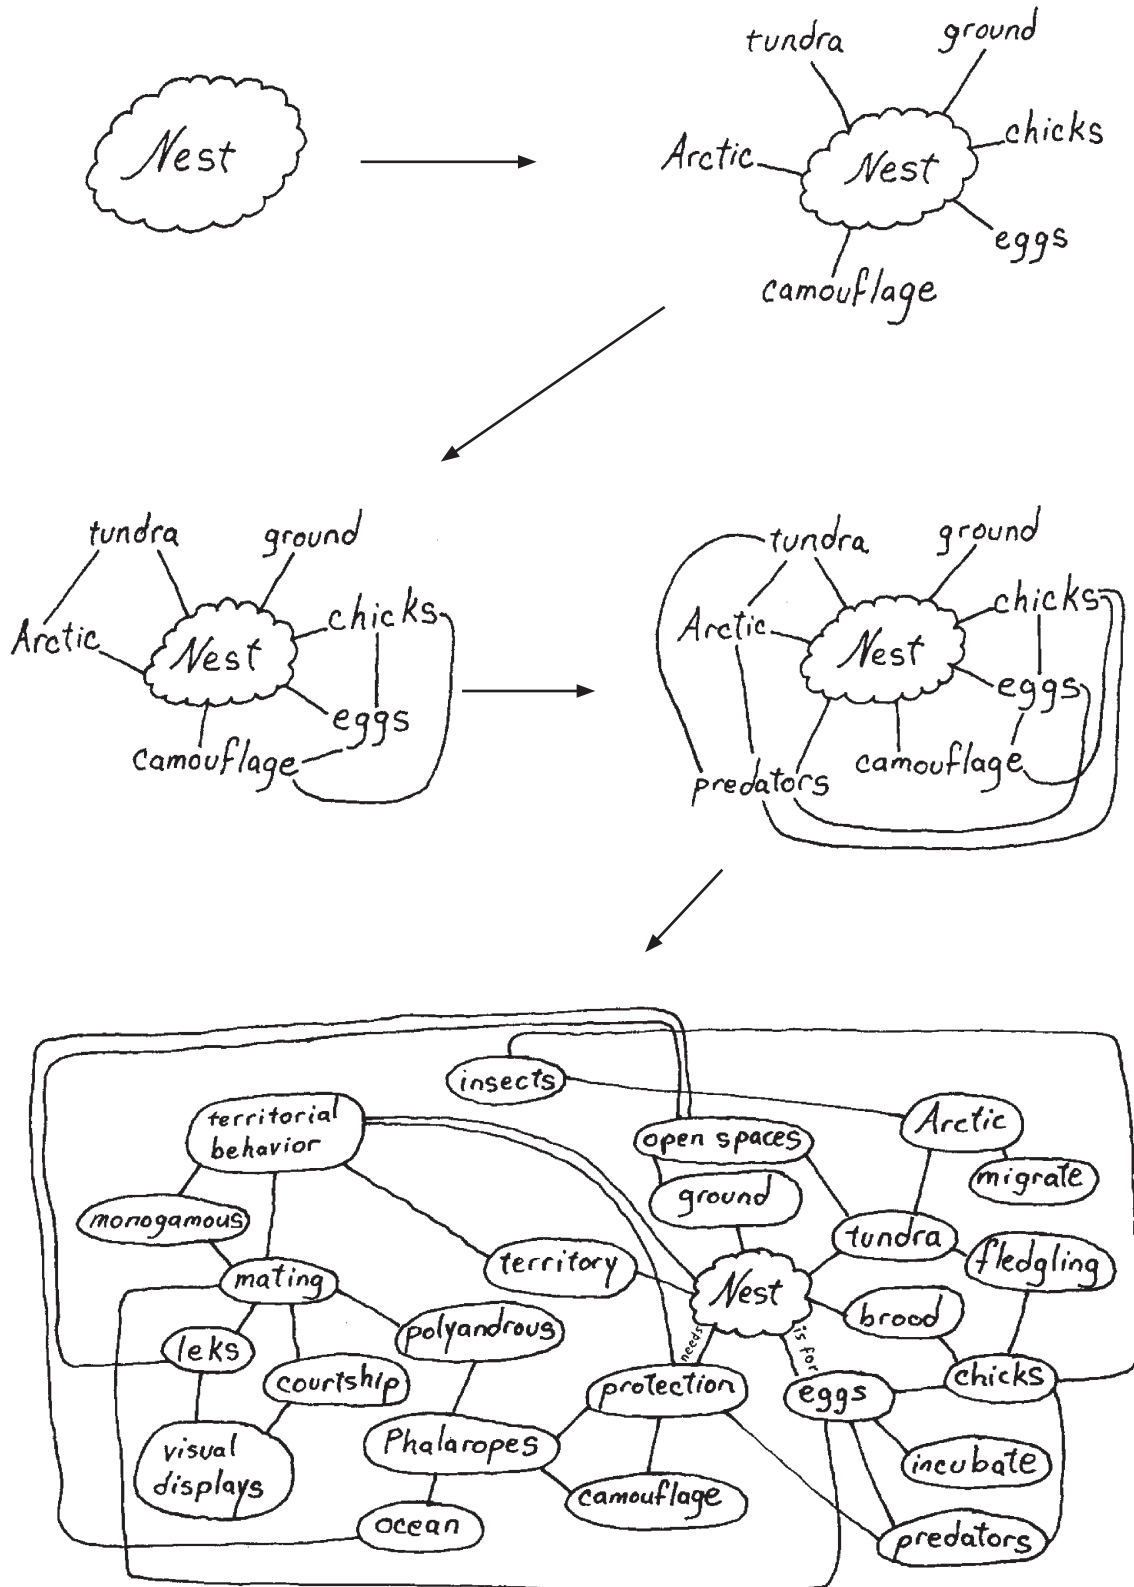 Nest
tundra
ground
Arctic
Nest
chicks
eggs
camouflage
tundra
ground
Arctic
Nest
chicks
eggs
camouflage
tundra
ground
Arctic
Nest
chicks
eggs
camouflage
predators
insects
territorial
behavior
open spaces
Arctic
migrate
monogamous
ground
tundra
fledgling
mating
territory
Nest
brood
leks
polyandrous
needs
is for
courtship
protection
eggs
chicks
visual
displays
Phalaropes
camouflage
incubate
ocean
predators